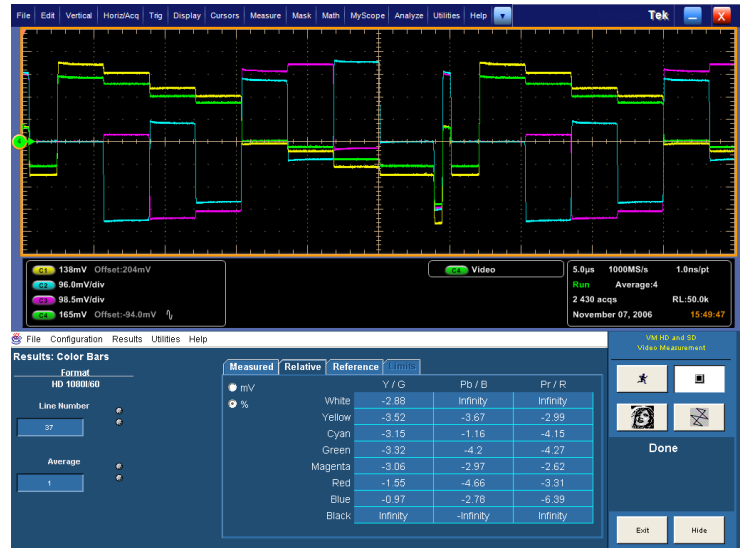 File Edit Vertical Horiz/Acq Trig Display Cursors Measure Mask Math MyScope Analyze Utilities Help Tek
4
C1 138mV Offset:204mV
C2 96.0mV/div
C3 98.5mV/div
C4 165mV Offset:-94.0mV
C4 Video
5.0µs 1000MS/s 1.0ns/pt
Run Average:4
2 430 acqs RL:50.0k
November 07, 2006 15:49:47
File Configuration Results Utilities Help
Results: Color Bars
Format
HD 1080I/60
Line Number
37
Average
1
Measured Relative Reference Limits
mV
%
Y / G Pb / B Pr / R
White -2.88 Infinity Infinity
Yellow -3.52 -3.67 -2.99
Cyan -3.15 -1.16 -4.15
Green -3.32 -4.2 -4.27
Magenta -3.06 -2.97 -2.62
Red -1.55 -4.66 -3.31
Blue -0.97 -2.78 -6.39
Black Infinity -Infinity Infinity
VM HD and SD
Video Measurement
Done
Exit Hide